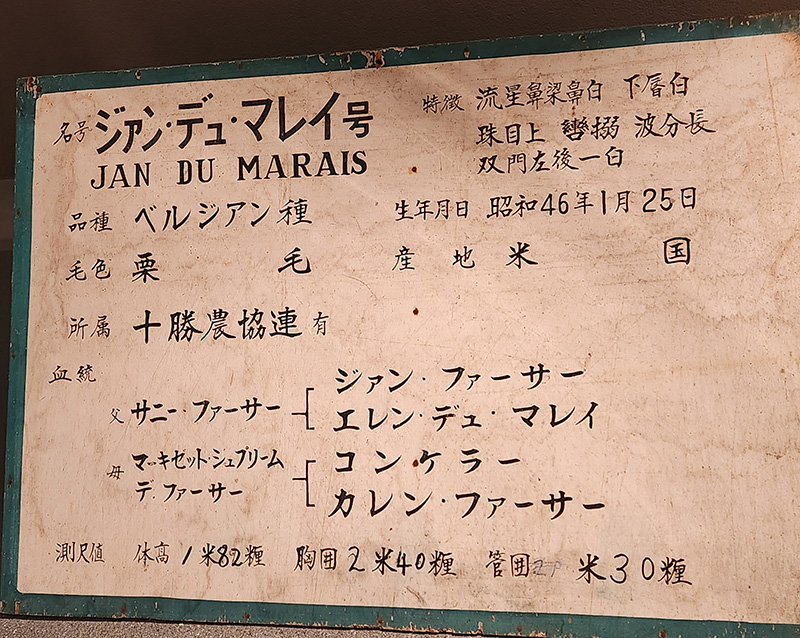 名号 ジァン・デュ・マレイ号
JAN DU MARAIS
特徴 流星鼻梁鼻白 下唇白
珠目上 轡搦 波分長
双門左後一白
品種 ベルジアン種
生年月日 昭和46年1月25日
毛色 栗毛
産地 米国
所属 十勝農協連有
血統
父 サニー・ファーサー
ジァン・ファーサー
エレン・デュ・マレイ
母 マーキゼット・シュプリーム
デ・ファーサー
コンケラー
カレン・ファーサー
測尺値 体高 1米82糎 胸囲 2米40糎 管囲 米30糎